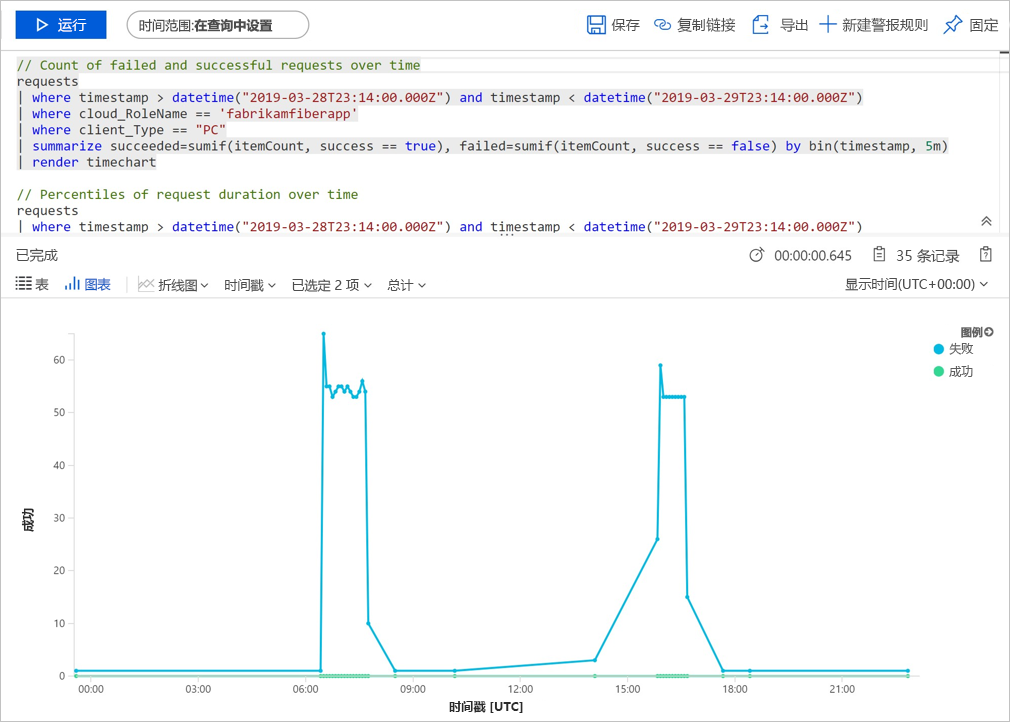 运行 时间范围:在查询中设置 保存 复制链接 导出 新建警报规则 固定
// Count of failed and successful requests over time
requests
| where timestamp > datetime("2019-03-28T23:14:00.000Z") and timestamp < datetime("2019-03-29T23:14:00.000Z")
| where cloud_RoleName == 'fabrikamfiberapp'
| where client_Type == "PC"
| summarize succeeded=sumif(itemCount, success == true), failed=sumif(itemCount, success == false) by bin(timestamp, 5m)
| render timechart
// Percentiles of request duration over time
requests
| where timestamp > datetime("2019-03-28T23:14:00.000Z") and timestamp < datetime("2019-03-29T23:14:00.000Z")
已完成 00:00:00.645 35 条记录
表 图表 折线图 时间戳 已选定 2 项 总计 显示时间(UTC+00:00)
图例
失败
成功
60
50
40
30
20
10
0
成功
00:00 03:00 06:00 09:00 12:00 15:00 18:00 21:00
时间戳 [UTC]